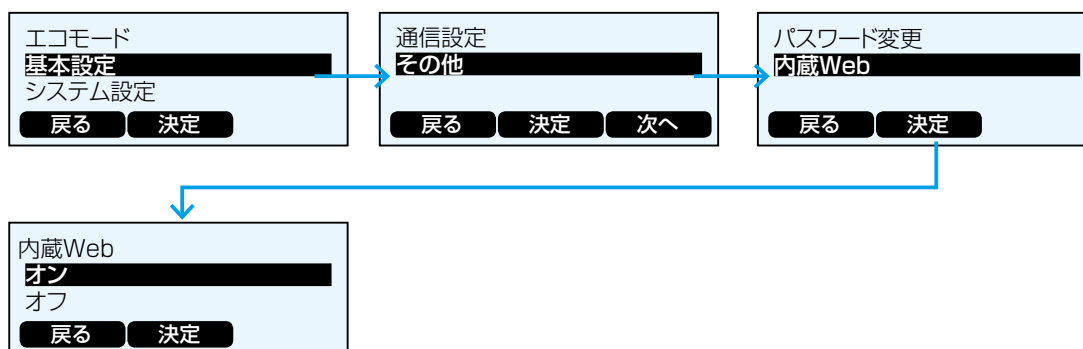 エコモード
基本設定
システム設定
戻る 決定
通信設定
その他
戻る 決定 次へ
パスワード変更
内蔵Web
戻る 決定
内蔵Web
オン
オフ
戻る 決定